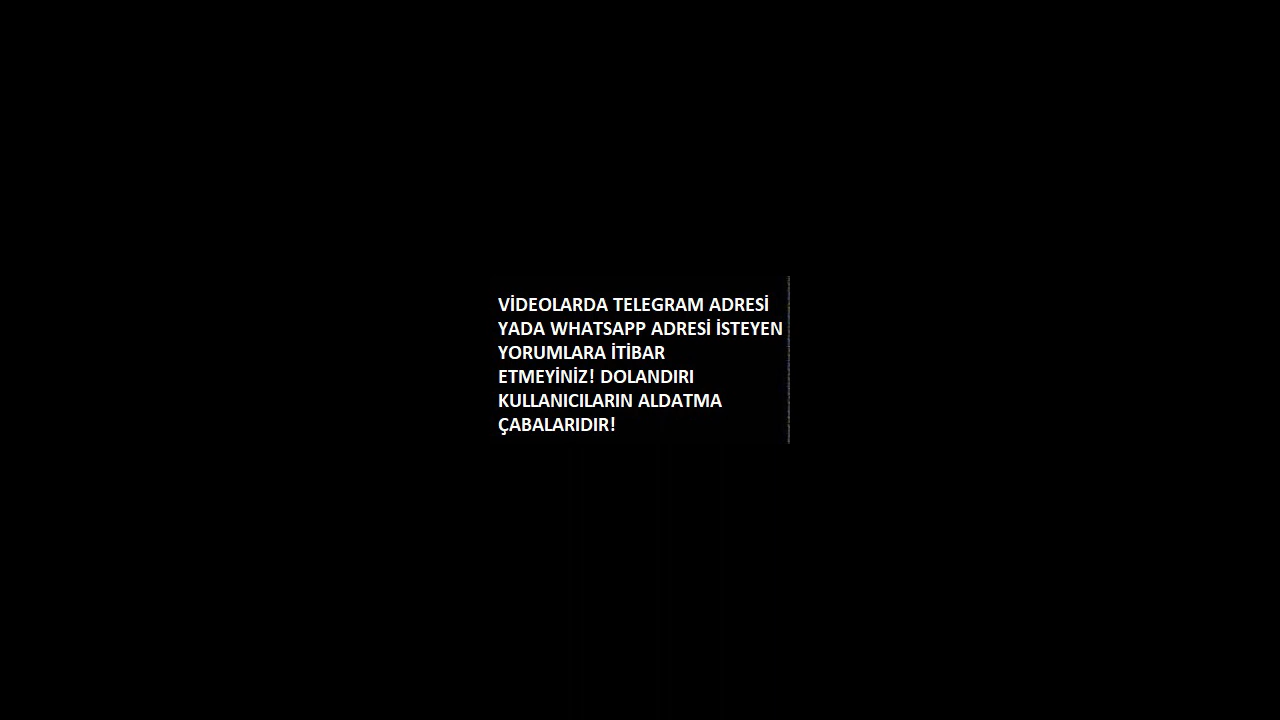 VİDEOLARDA TELEGRAM ADRESİ
YADA WHATSAPP ADRESİ İSTEYEN
YORUMLARA İTİBAR
ETMEYİNİZ! DOLANDIRI
KULLANICILARIN ALDATMA
ÇABALARIDIR!